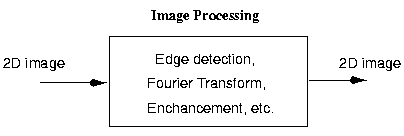 Image Processing
2D image
Edge detection,
Fourier Transform,
Enchancement, etc.
2D image